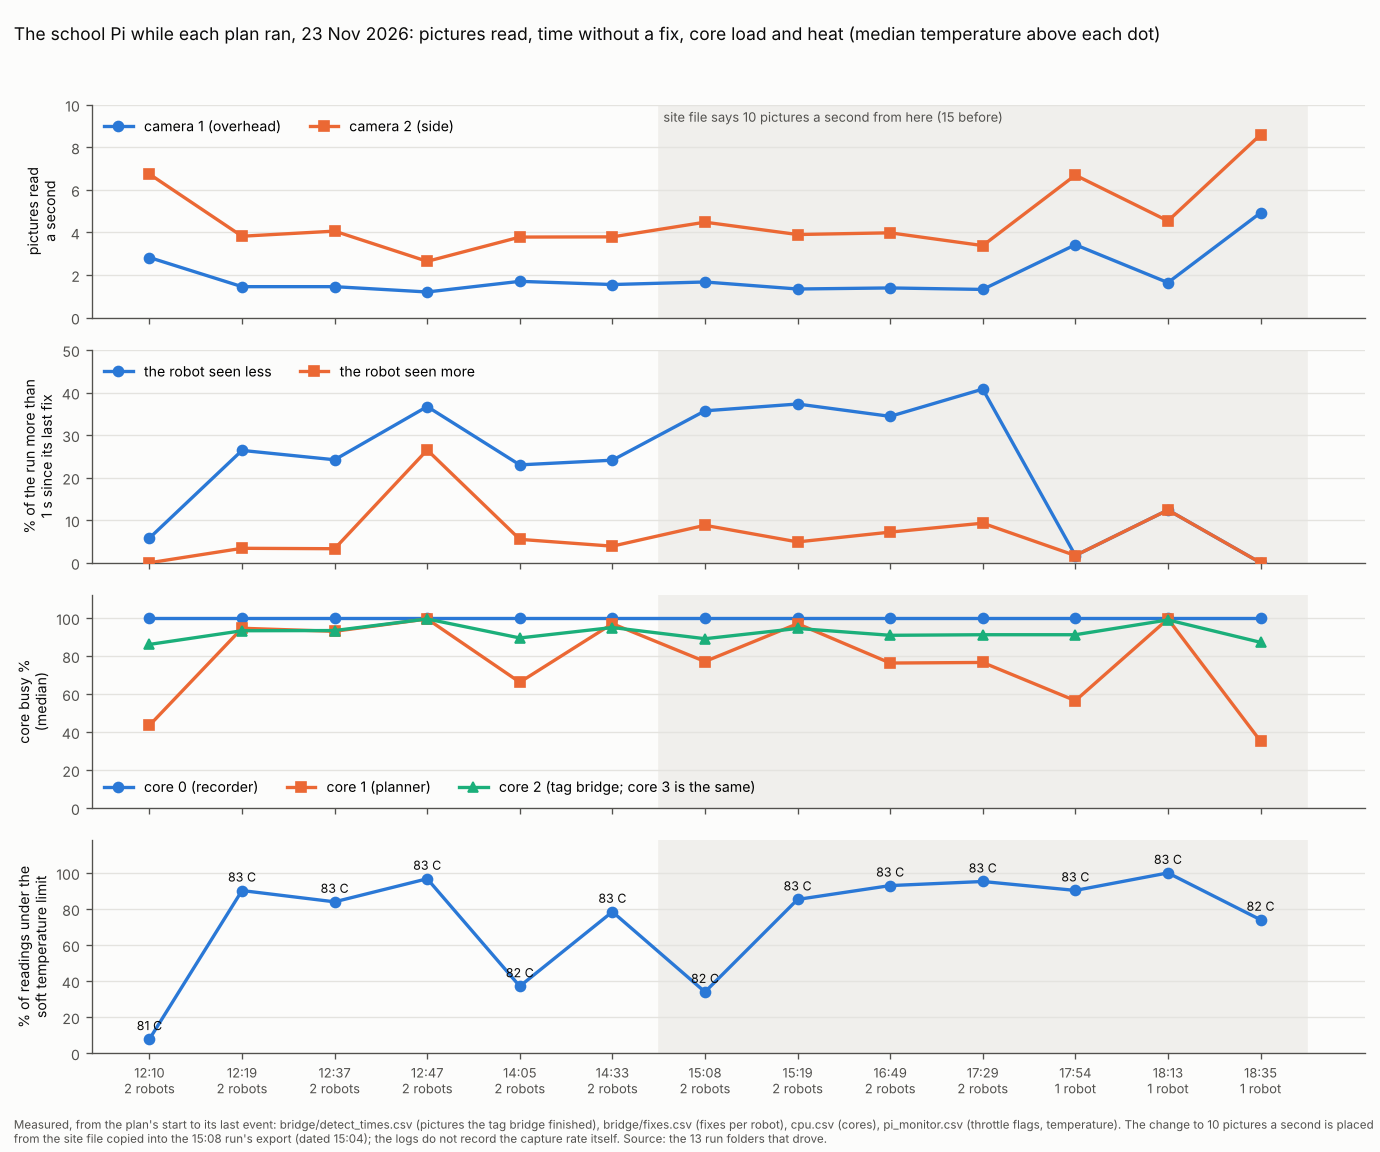 The school Pi while each plan ran, 23 Nov 2026: pictures read, time without a fix, core load and heat (median temperature above each dot)
pictures read
a second
10
8
6
4
2
0
camera 1 (overhead)
camera 2 (side)
site file says 10 pictures a second from here (15 before)
% of the run more than
1 s since its last fix
50
40
30
20
10
0
the robot seen less
the robot seen more
core busy %
(median)
100
80
60
40
20
0
core 0 (recorder)
core 1 (planner)
core 2 (tag bridge; core 3 is the same)
% of readings under the
soft temperature limit
100
80
60
40
20
0
81 C
83 C
83 C
83 C
82 C
83 C
82 C
83 C
83 C
83 C
83 C
83 C
82 C
12:10
2 robots
12:19
2 robots
12:37
2 robots
12:47
2 robots
14:05
2 robots
14:33
2 robots
15:08
2 robots
15:19
2 robots
16:49
2 robots
17:29
2 robots
17:54
1 robot
18:13
1 robot
18:35
1 robot
Measured, from the plan's start to its last event: bridge/detect_times.csv (pictures the tag bridge finished), bridge/fixes.csv (fixes per robot), cpu.csv (cores), pi_monitor.csv (throttle flags, temperature). The change to 10 pictures a second is placed
from the site file copied into the 15:08 run's export (dated 15:04); the logs do not record the capture rate itself. Source: the 13 run folders that drove.